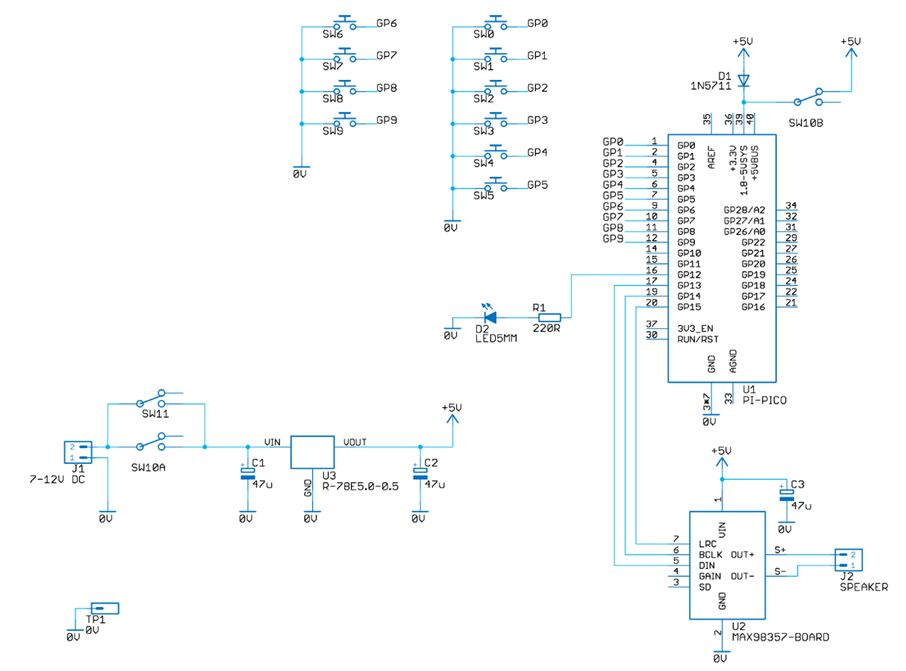 GP6
SW6
GP7
SW7
GP8
SW8
GP9
SW9
0V
GP0
SW0
GP1
SW1
GP2
SW2
GP3
SW3
GP4
SW4
GP5
SW5
0V
+5V
+5V
D1
1N5711
SW10B
35
36
39
40
AREF
+3.3V
1.8-5VSYS
+5VBUS
GP0 1 GP0
GP1 2 GP1
GP2 4 GP2
GP3 5 GP3
GP4 6 GP4
GP5 7 GP5
GP6 9 GP6
GP7 10 GP7
GP8 11 GP8
GP9 12 GP9
14 GP10
15 GP11
16 GP12
17 GP13
19 GP14
20 GP15
37 3V3_EN
30 RUN/RST
GP28/A2 34
GP27/A1 32
GP26/A0 31
GP22 29
GP21 27
GP20 26
GP19 25
GP18 24
GP17 22
GP16 21
GND
AGND
3*7
33
U1
PI-PICO
0V
0V
D2
LED5MM
R1
220R
SW11
SW10A
2
1
J1
7-12V DC
0V
VIN
C1
+
47u
0V
U3
R-78E5.0-0.5
GND
0V
VOUT
+5V
C2
+
47u
0V
TP1
1
0V
0V
+5V
1
C3
+
47u
0V
VIN
7 LRC
6 BCLK
5 DIN
4 GAIN
3 SD
OUT+ S+
OUT- S-
GND
2
U2
MAX98357-BOARD
0V
2
1
J2
SPEAKER